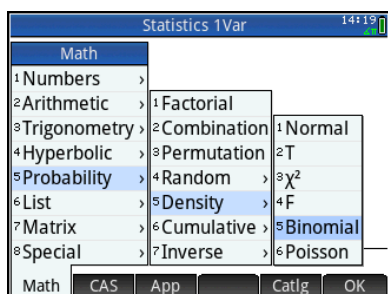 Statistics 1Var 14:19
∡π
Math
1 Numbers ›
2 Arithmetic ›
3 Trigonometry ›
4 Hyperbolic ›
5 Probability ›
6 List ›
7 Matrix ›
8 Special ›
1 Factorial
2 Combination
3 Permutation
4 Random ›
5 Density ›
6 Cumulative ›
7 Inverse ›
1 Normal
2 T
3 χ²
4 F
5 Binomial
6 Poisson
Math CAS App Catlg OK